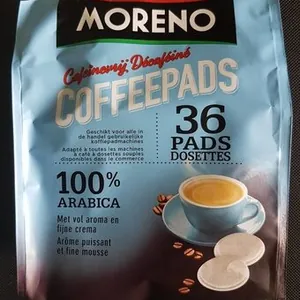 MORENO
Cafeïnevrij Décaféiné
COFFEEPADS
Geschikt voor alle in
de handel gebruikelijke
koffiepadmachines
Adapté à toutes les machines
à café à dosettes souples
disponibles dans le commerce
36
PADS
DOSETTES
100%
ARABICA
Met vol aroma en
fijne crema
Arôme puissant
et fine mousse